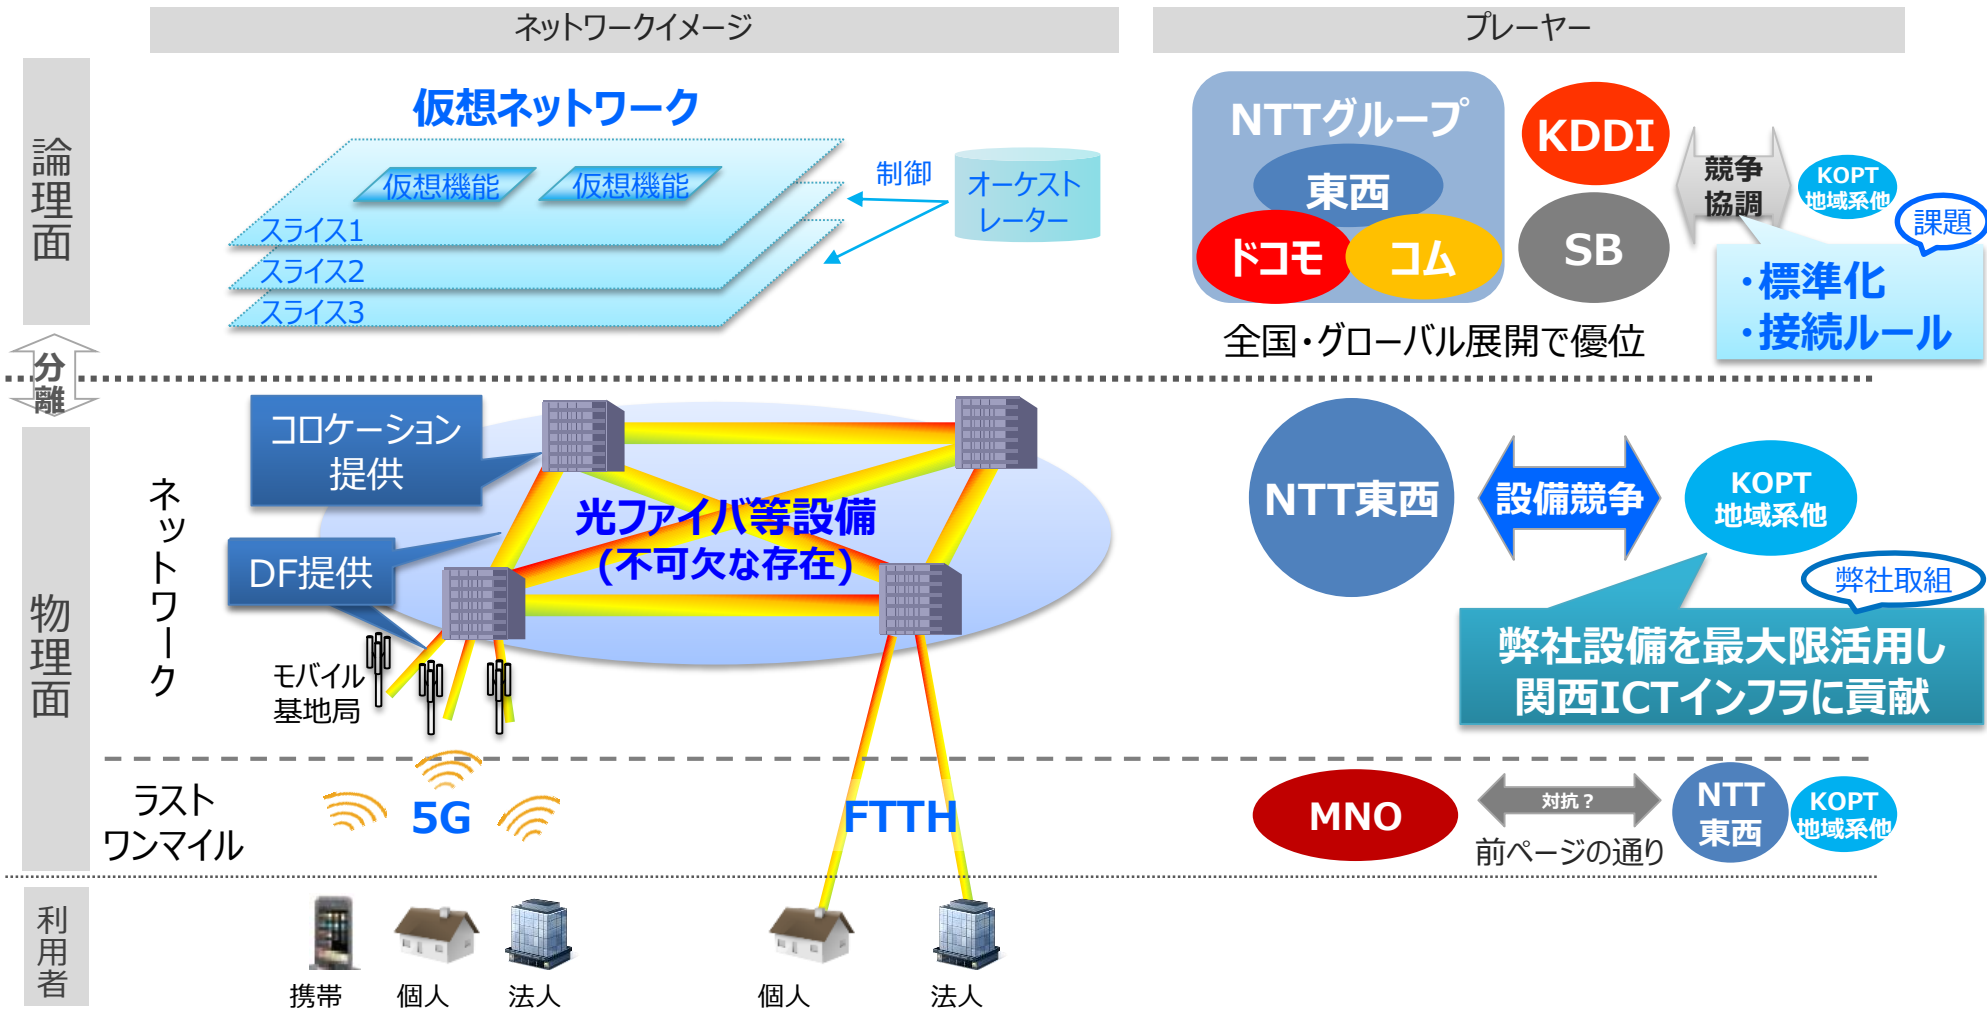 ネットワークイメージ
プレーヤー
論理面
仮想ネットワーク
仮想機能
仮想機能
スライス1
スライス2
スライス3
制御
オーケスト
レーター
NTTグループ
東西
ドコモ
コム
KDDI
SB
競争
協調
KOPT
地域系他
課題
・標準化
・接続ルール
全国・グローバル展開で優位
分離
物理面
ネットワーク
コロケーション
提供
DF提供
光ファイバ等設備
(不可欠な存在)
モバイル
基地局
NTT東西
設備競争
KOPT
地域系他
弊社取組
弊社設備を最大限活用し
関西ICTインフラに貢献
ラスト
ワンマイル
5G
FTTH
MNO
対抗？
前ページの通り
NTT
東西
KOPT
地域系他
利用者
携帯
個人
法人
個人
法人